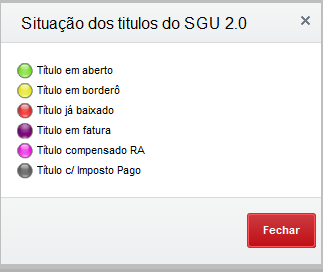 Situação dos titulos do SGU 2.0
Título em aberto
Título em borderô
Título já baixado
Titulo em fatura
Título compensado RA
Título c/ Imposto Pago
Fechar